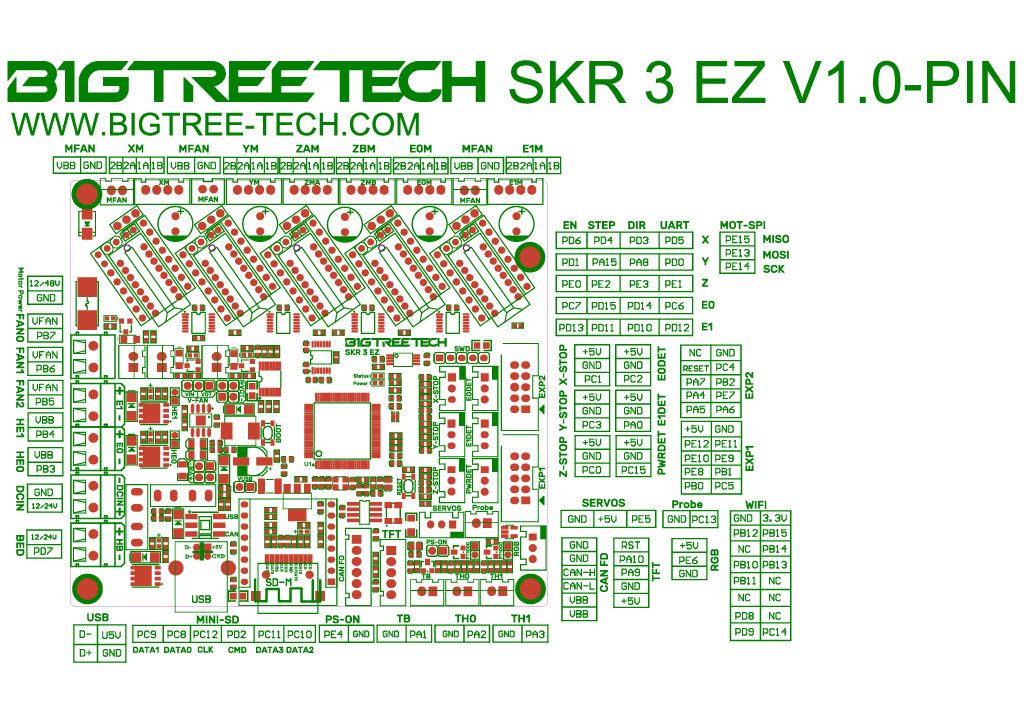 BIGTREETECH SKR 3 EZ V1.0-PIN
WWW.BIGTREE-TECH.COM
MFAN XM MFAN YM ZAM ZBM E0M MFAN E1M
VBB GND 2B 2A 1A 1B VBB GND 2B 2A 1A 1B 2B 2A 1A 1B 2B 2A 1A 1B 2B 2A 1A 1B VBB GND 2B 2A 1A 1B
XM YM ZMA ZMB E0M E1M
MFAN MFAN MFAN
EN STEP DIR UART MOT-SPI
PD6 PD4 PD3 PD5 X PE15 MISO
PE13 MOSI
PD1 PA15 PA8 PD0 Y PE14 SCK
PE0 PE2 PE3 PE1 Z
PC7 PD15 PD14 PC6 E0
PD13 PD11 PD10 PD12 E1
Motor Power
12/48V
GND
FAN0
VFAN
PB7
FAN1
VFAN
PB6
FAN2
VFAN
PB5
HE1
VBB
PB4
HE0
VBB
PB3
DCIN
GND
12/24V
BED
12/24V
PD7
BIGTREETECH
SKR 3 EZ
SWD
Status
Power
VIN VOT
V-FAN
HE1
HE0
E1
E0
DCIN
HB
BOOT
U1
RESET
VUSB
USB
CAN
D- +5V
D+ GND
USB
SD-M
CAN FD
TFT
X-STOP
Y-STOP
Z-STOP
E0DET
E1DET
PWRDET
EXP2
EXP1
SERVOS
Probe
PS-ON
RGB
TB TH0 TH1
X-STOP
+5V
GND
PC1
E0DET
+5V
GND
PC2
Y-STOP
+5V
GND
PC3
E1DET
+5V
GND
PA0
Z-STOP
+5V
GND
PC0
PWRDET
+5V
GND
PC15
EXP2
NC GND
RESET PC4
PA7 PB2
PA4 PE7
PA5 PA6
EXP1
+5V GND
PE12 PE11
PE10 PE9
PE8 PB1
PB0 PC5
SERVOS
GND +5V PE5
Probe
GND PC13
WIFI
GND 3.3V
PB12 PB15
NC PB14
PB10 PB13
PB11 NC
NC NC
PD8 NC
PD9 PC14
CAN FD
GND
GND
CAN-H
CAN-L
VBB
VBB
TFT
RST
PA10
PA9
GND
+5V
RGB
+5V
PE6
GND
USB MINI-SD PS-ON TB TH0 TH1
D- U5V PC9 PC8 PC12 PD2 PC11 PC10 PE4 GND GND PA1 GND PA2 GND PA3
D+ GND DATA1 DATA0 CLK CMD DATA3 DATA2